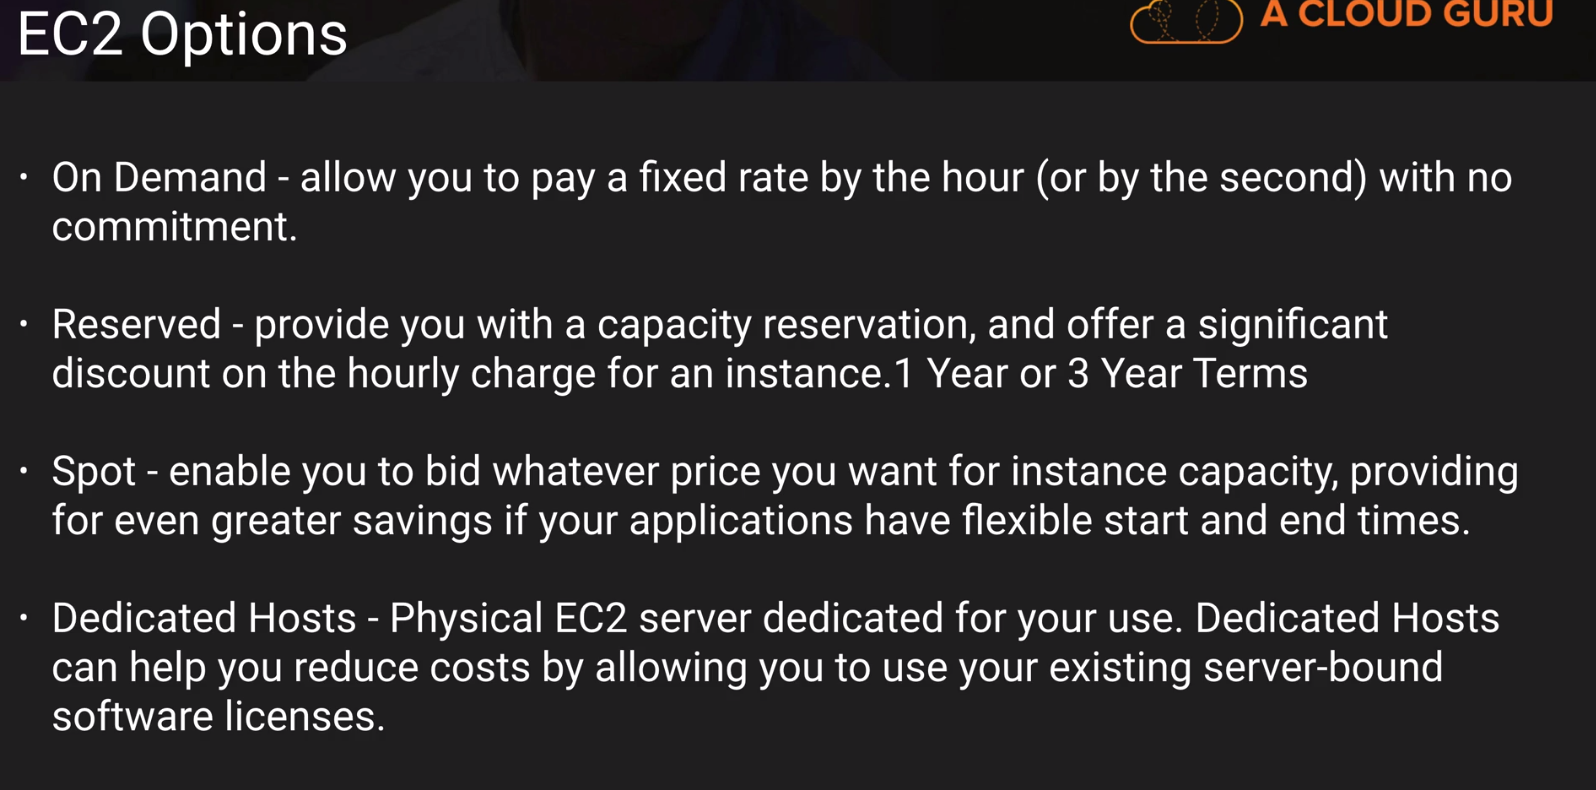 EC2 Options
A CLOUD GURU
· On Demand - allow you to pay a fixed rate by the hour (or by the second) with no
commitment.
· Reserved - provide you with a capacity reservation, and offer a significant
discount on the hourly charge for an instance.1 Year or 3 Year Terms
· Spot - enable you to bid whatever price you want for instance capacity, providing
for even greater savings if your applications have flexible start and end times.
· Dedicated Hosts - Physical EC2 server dedicated for your use. Dedicated Hosts
can help you reduce costs by allowing you to use your existing server-bound
software licenses.